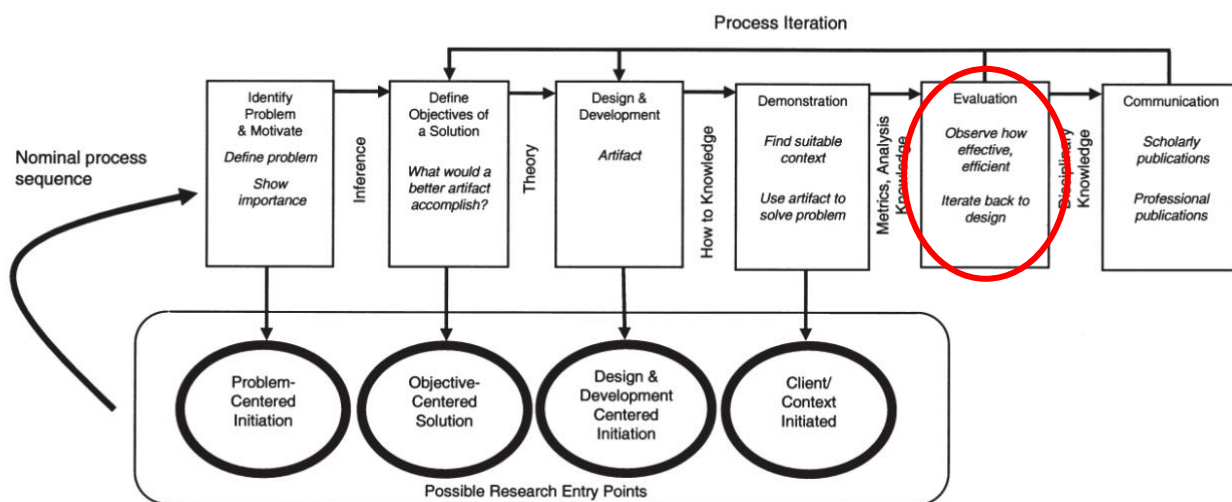 Process Iteration
Nominal process
sequence
Identify
Problem
& Motivate
Define problem
Show
importance
Inference
Define
Objectives of
a Solution
What would a
better artifact
accomplish?
Theory
Design &
Development
Artifact
How to Knowledge
Demonstration
Find suitable
context
Use artifact to
solve problem
Metrics, Analysis
Knowledge
Evaluation
Observe how
effective,
efficient
Iterate back to
design
Disciplinary
Knowledge
Communication
Scholarly
publications
Professional
publications
Problem-
Centered
Initiation
Objective-
Centered
Solution
Design &
Development
Centered
Initiation
Client/
Context
Initiated
Possible Research Entry Points